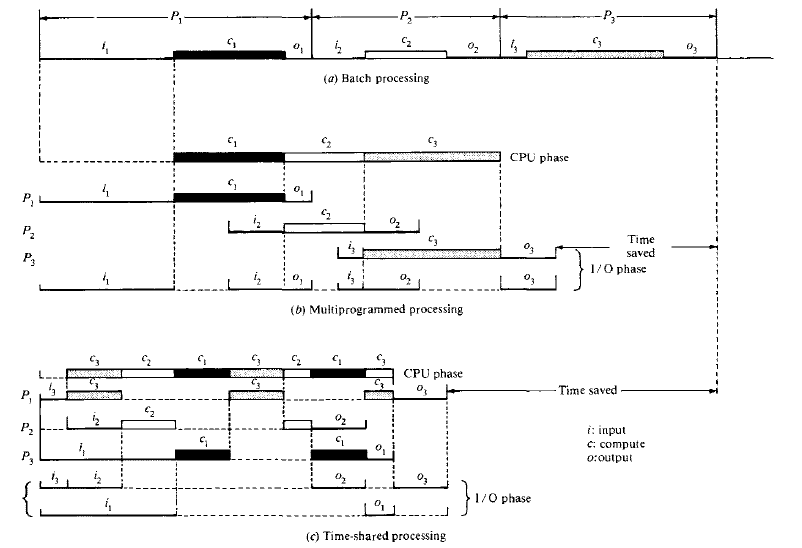 P₁ P₂ P₃
i₁ c₁ o₁ i₂ c₂ o₂ i₃ c₃ o₃
(a) Batch processing
c₁ c₂ c₃
CPU phase
P₁ i₁ c₁ o₁
P₂ i₂ c₂ o₂
P₃ i₃ c₃ o₃
Time
saved
I/O phase
i₁ i₂ o₁ i₃ o₂ o₃
(b) Multiprogrammed processing
c₃ c₂ c₁ c₃ c₂ c₁ c₃
CPU phase
P₁ i₃ c₃ c₃ c₃ o₃
Time saved
P₂ i₂ c₂ o₂
P₃ i₁ c₁ c₁ o₁
i: input
c: compute
o:output
i₃ i₂ o₂ o₃
I/O phase
i₁ o₁
(c) Time-shared processing